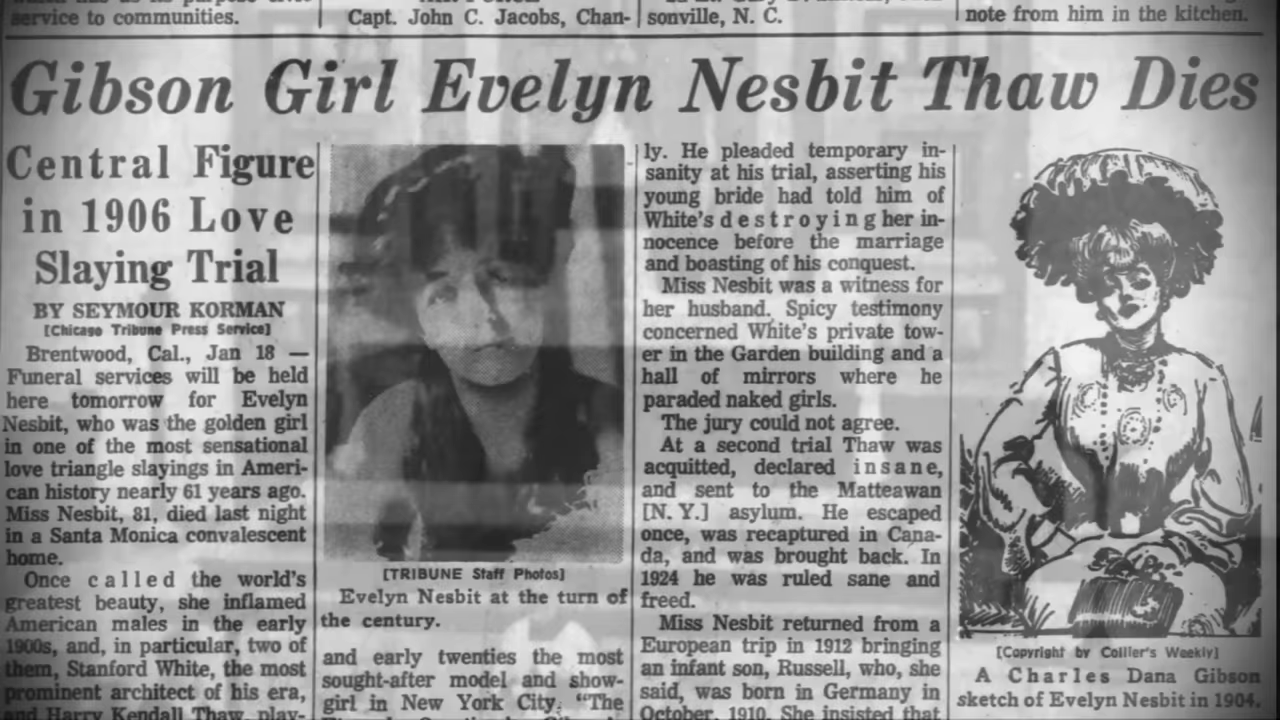 service to communities.
Capt. John C. Jacobs, Chan-
sonville, N. C.
note from him in the kitchen.
Gibson Girl Evelyn Nesbit Thaw Dies
Central Figure
in 1906 Love
Slaying Trial
BY SEYMOUR KORMAN
[Chicago Tribune Press Service]
Brentwood, Cal., Jan 18 —
Funeral services will be held
here tomorrow for Evelyn
Nesbit, who was the golden girl
in one of the most sensational
love triangle slayings in Ameri-
can history nearly 61 years ago.
Miss Nesbit, 81, died last night
in a Santa Monica convalescent
home.
Once called the world's
greatest beauty, she inflamed
American males in the early
1900s, and, in particular, two of
them, Stanford White, the most
prominent architect of his era,
and Harry Kendall Thaw, play-
[TRIBUNE Staff Photos]
Evelyn Nesbit at the turn of
the century.
and early twenties the most
sought-after model and show-
girl in New York City. "The
ly. He pleaded temporary in-
sanity at his trial, asserting his
young bride had told him of
White's destroying her in-
nocence before the marriage
and boasting of his conquest.
Miss Nesbit was a witness for
her husband. Spicy testimony
concerned White's private tow-
er in the Garden building and a
hall of mirrors where he
paraded naked girls.
The jury could not agree.
At a second trial Thaw was
acquitted, declared insane,
and sent to the Matteawan
[N. Y.] asylum. He escaped
once, was recaptured in Cana-
da, and was brought back. In
1924 he was ruled sane and
freed.
Miss Nesbit returned from a
European trip in 1912 bringing
an infant son, Russell, who, she
said, was born in Germany in
October, 1910. She insisted that
[Copyright by Collier's Weekly]
A Charles Dana Gibson
sketch of Evelyn Nesbit in 1904.